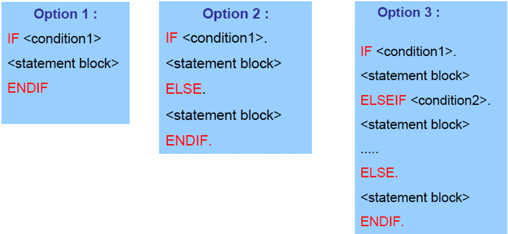 Option 1 :
IF <condition1>
<statement block>
ENDIF
Option 2 :
IF <condition1>.
<statement block>
ELSE.
<statement block>
ENDIF.
Option 3 :
IF <condition1>.
<statement block>
ELSEIF <condition2>.
<statement block>
.....
ELSE.
<statement block>
ENDIF.